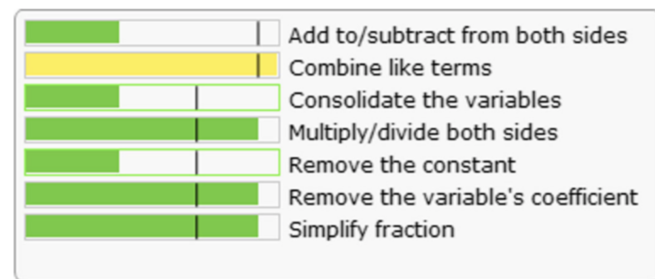 Add to/subtract from both sides
Combine like terms
Consolidate the variables
Multiply/divide both sides
Remove the constant
Remove the variable's coefficient
Simplify fraction